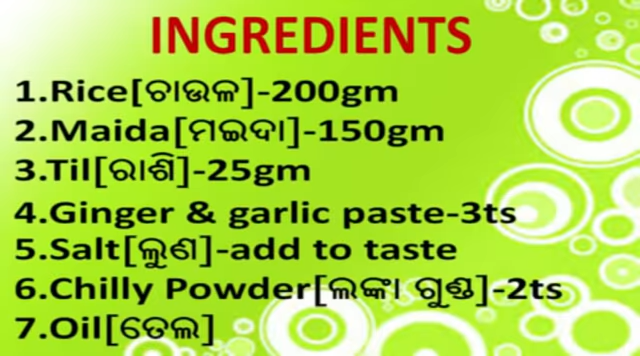 INGREDIENTS
1.Rice[ଚାଉଳ]-200gm
2.Maida[ମଇଦା]-150gm
3.Til[ରାଶି]-25gm
4.Ginger & garlic paste-3ts
5.Salt[ଲୁଣ]-add to taste
6.Chilly Powder[ଲଙ୍କା ଗୁଣ୍ଡ]-2ts
7.Oil[ତେଲ]